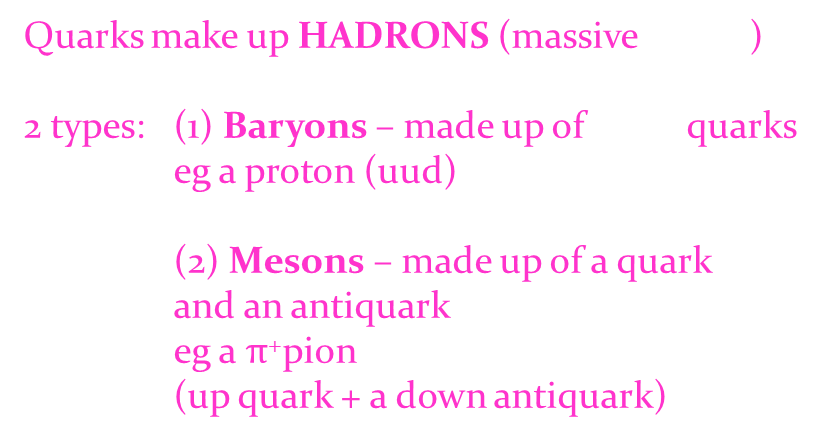 Quarks make up HADRONS (massive )
2 types: (1) Baryons – made up of quarks
eg a proton (uud)
(2) Mesons – made up of a quark
and an antiquark
eg a π⁺pion
(up quark + a down antiquark)